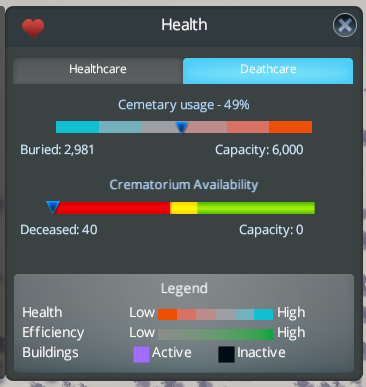 Health
Healthcare Deathcare
Cemetary usage - 49%
Buried: 2,981 Capacity: 6,000
Crematorium Availability
Deceased: 40 Capacity: 0
Legend
Health Low High
Efficiency Low High
Buildings Active Inactive